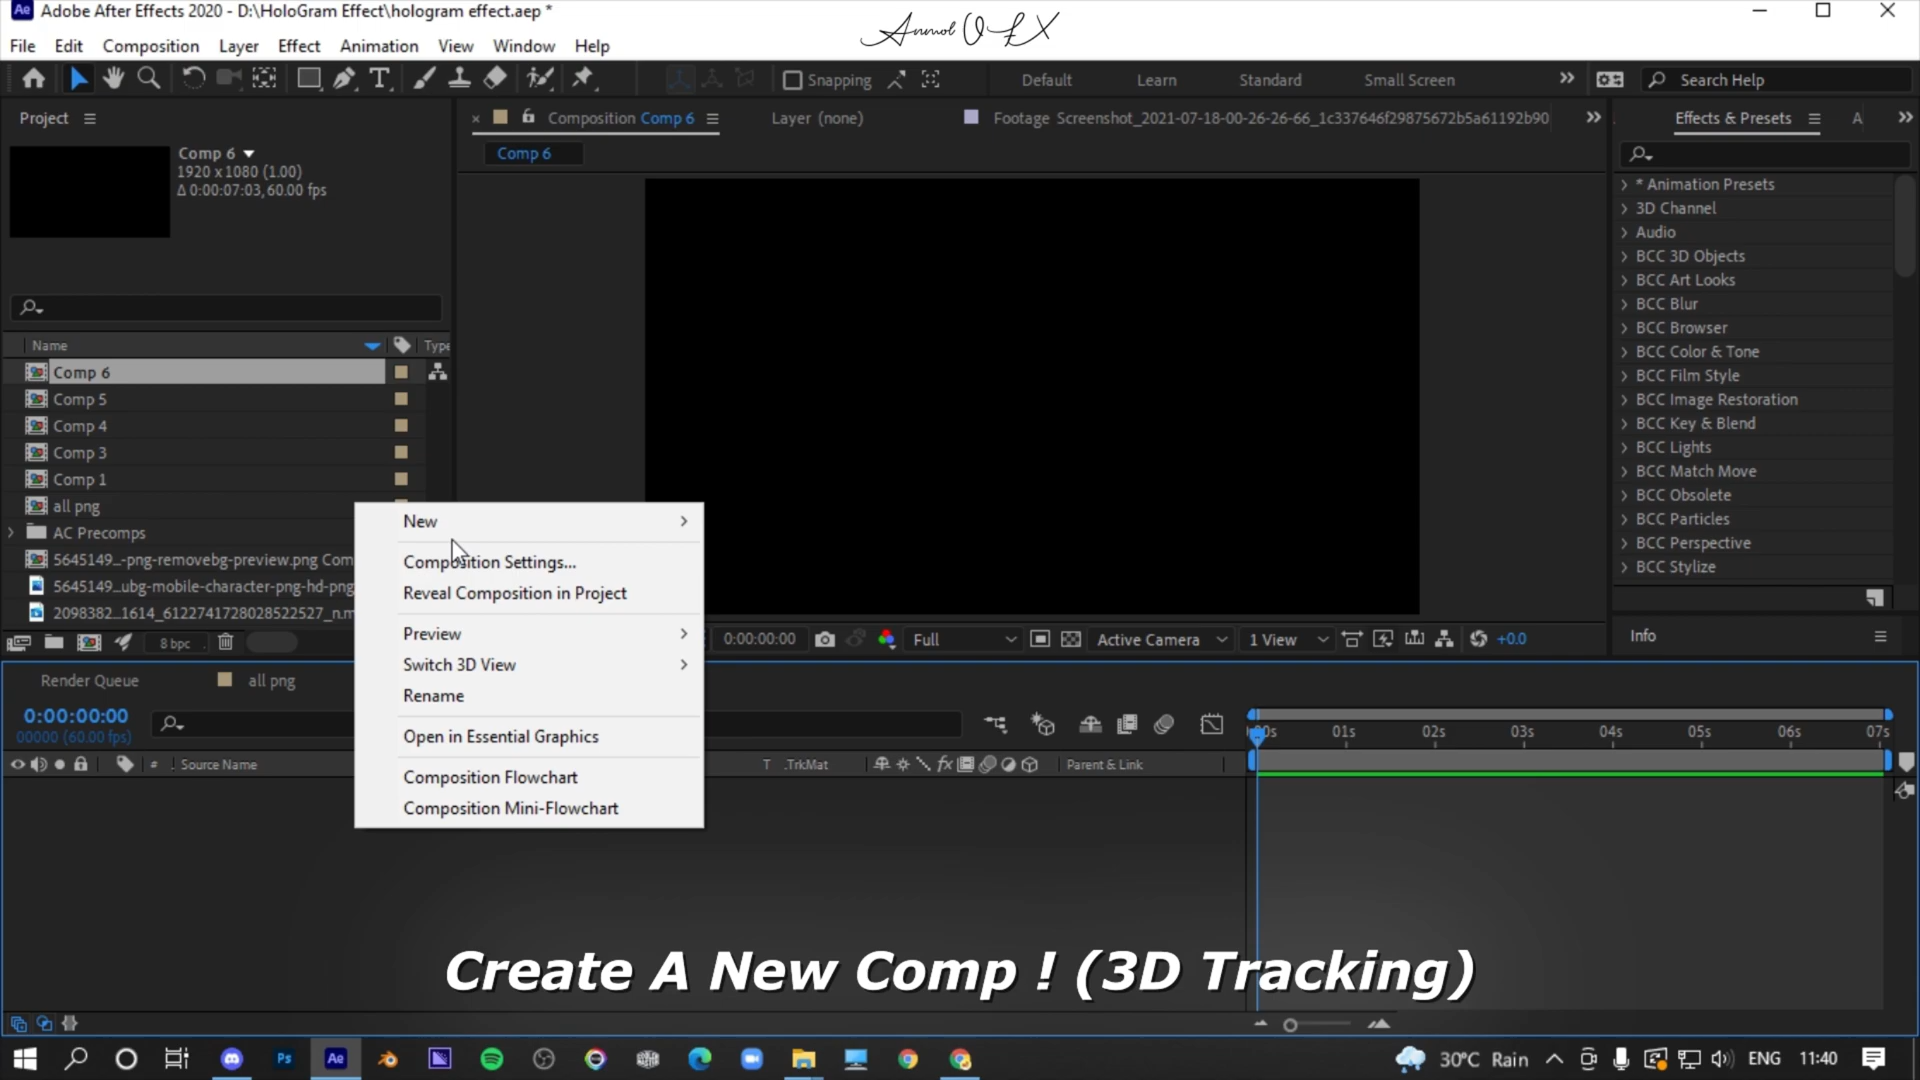 Adobe After Effects 2020 - D:\HoloGram Effect\hologram effect.aep *
Anmol
File Edit Composition Layer Effect Animation View Window Help
Snapping Default Learn Standard Small Screen Search Help
Project
Composition Comp 6 Layer (none) Footage Screenshot_2021-07-18-00-26-26-66_1c337646f29875672b5a61192b90
Effects & Presets A
Comp 6
1920 x 1080 (1.00)
Δ 0:00:07:03, 60.00 fps
Comp 6
* Animation Presets
3D Channel
Audio
BCC 3D Objects
BCC Art Looks
BCC Blur
BCC Browser
BCC Color & Tone
BCC Film Style
BCC Image Restoration
BCC Key & Blend
BCC Lights
BCC Match Move
BCC Obsolete
BCC Particles
BCC Perspective
BCC Stylize
Name Type
Comp 6
Comp 5
Comp 4
Comp 3
Comp 1
all png
AC Precomps
5645149_-png-removebg-preview.png Com
5645149...ubg-mobile-character-png-hd-png
2098382_1614_6122741728028522527_n.m
8 bpc
New
Composition Settings...
Reveal Composition in Project
Preview
Switch 3D View
Rename
Open in Essential Graphics
Composition Flowchart
Composition Mini-Flowchart
0:00:00:00 Full Active Camera 1 View +0.0
Info
Render Queue all png
0:00:00:00
00000 (60.00 fps)
00s 01s 02s 03s 04s 05s 06s 07s
# Source Name T .TrkMat fx Parent & Link
Create A New Comp ! (3D Tracking)
Ps Ae 30°C Rain ENG 11:40